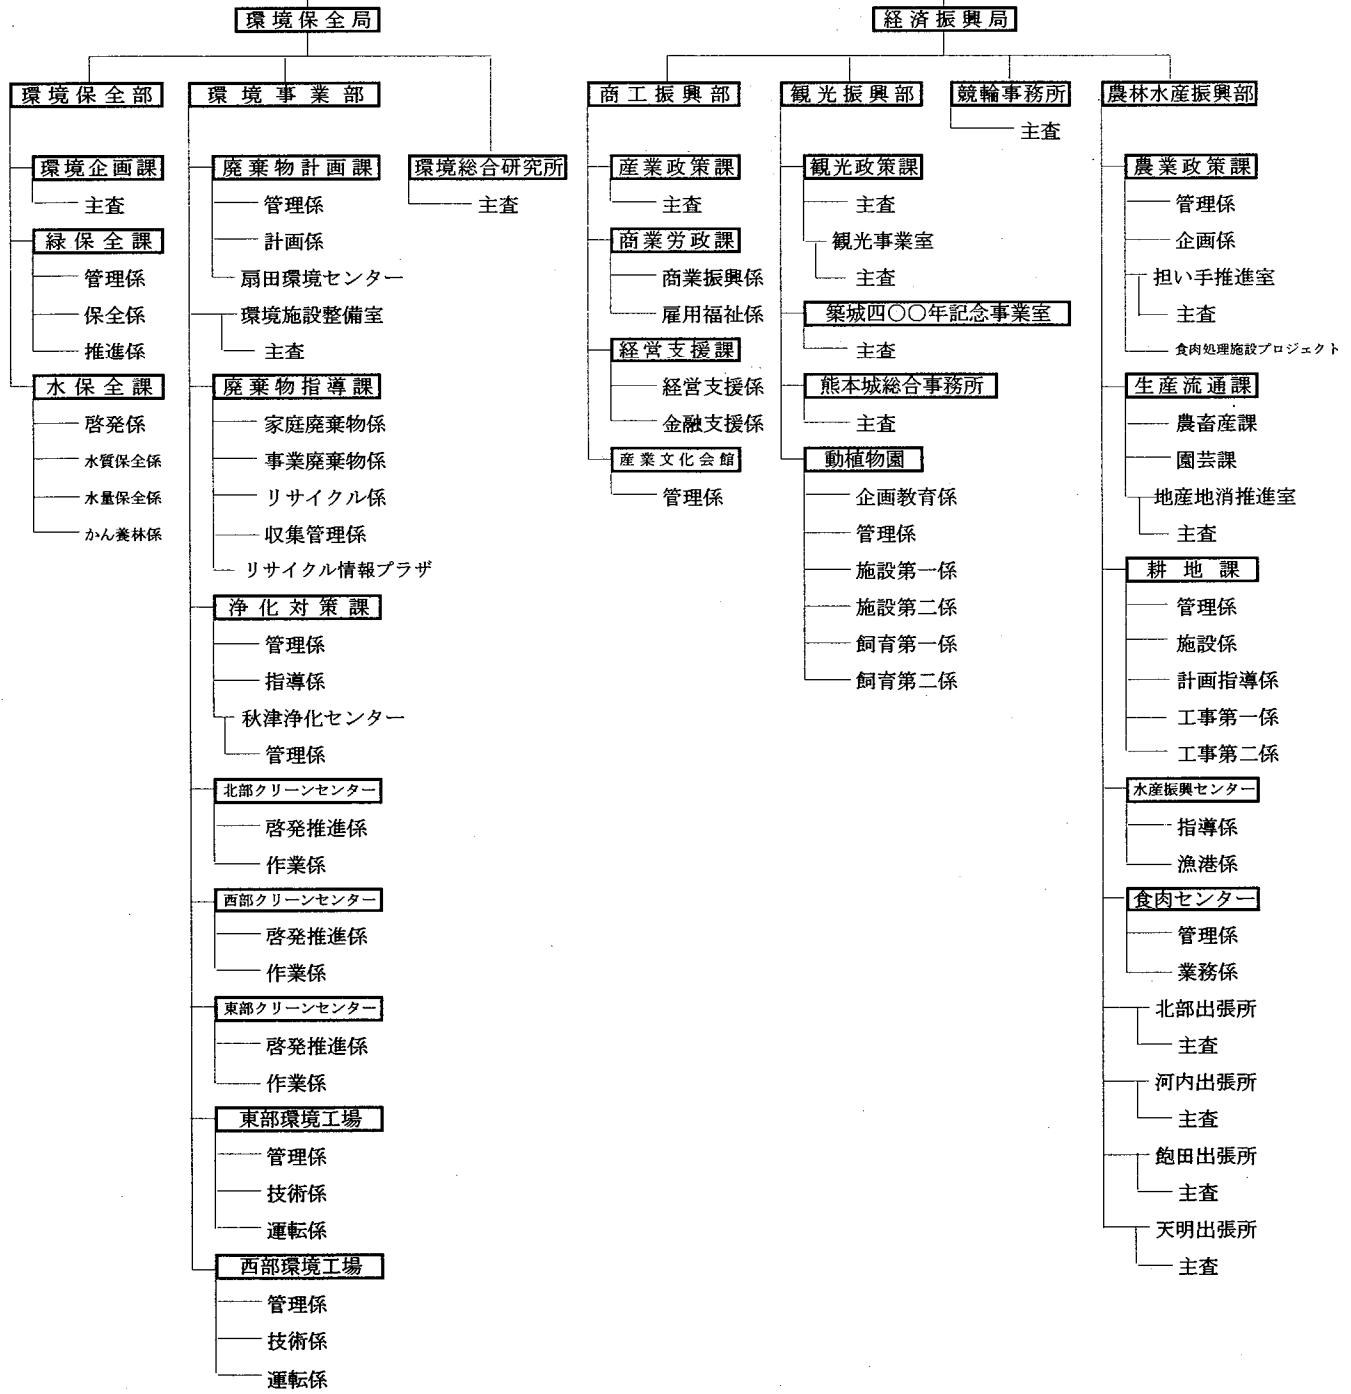 環境保全局
環境保全部
環境企画課
主査
緑保全課
管理係
保全係
推進係
水保全課
啓発係
水質保全係
水量保全係
かん養林係
環境事業部
廃棄物計画課
管理係
計画係
扇田環境センター
環境施設整備室
主査
廃棄物指導課
家庭廃棄物係
事業廃棄物係
リサイクル係
収集管理係
リサイクル情報プラザ
浄化対策課
管理係
指導係
秋津浄化センター
管理係
北部クリーンセンター
啓発推進係
作業係
西部クリーンセンター
啓発推進係
作業係
東部クリーンセンター
啓発推進係
作業係
東部環境工場
管理係
技術係
運転係
西部環境工場
管理係
技術係
運転係
環境総合研究所
主査
経済振興局
商工振興部
産業政策課
主査
商業労政課
商業振興係
雇用福祉係
経営支援課
経営支援係
金融支援係
産業文化会館
管理係
観光振興部
観光政策課
主査
観光事業室
主査
築城四〇〇年記念事業室
主査
熊本城総合事務所
主査
動植物園
企画教育係
管理係
施設第一係
施設第二係
飼育第一係
飼育第二係
競輪事務所
主査
農林水産振興部
農業政策課
管理係
企画係
担い手推進室
主査
食肉処理施設プロジェクト
生産流通課
農畜産課
園芸課
地産地消推進室
主査
耕地課
管理係
施設係
計画指導係
工事第一係
工事第二係
水産振興センター
指導係
漁港係
食肉センター
管理係
業務係
北部出張所
主査
河内出張所
主査
飽田出張所
主査
天明出張所
主査